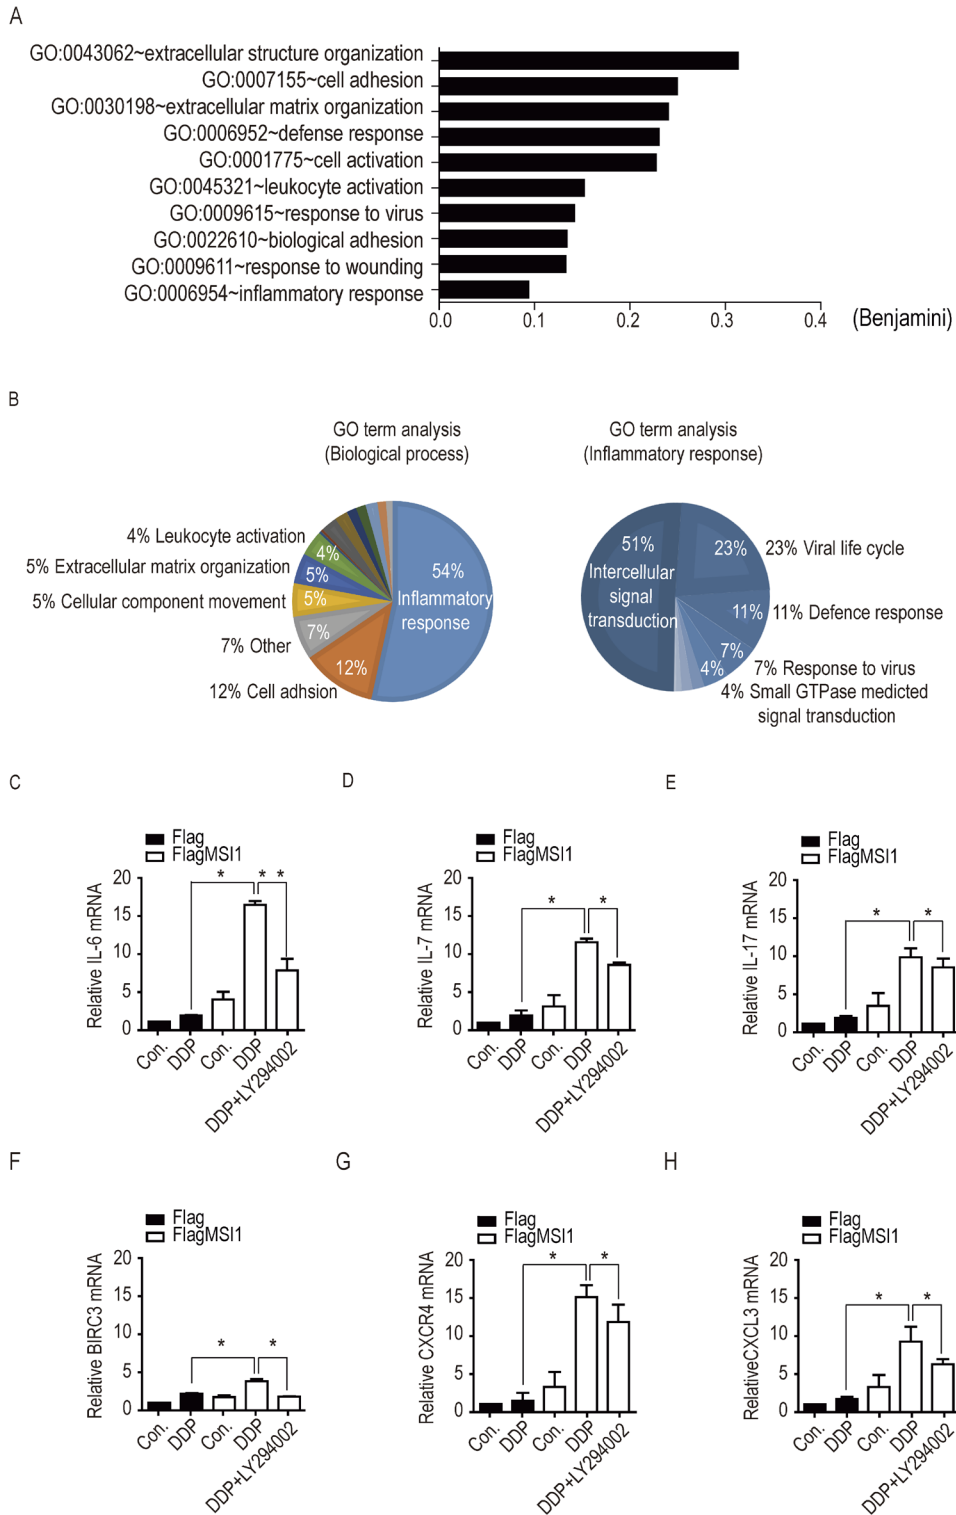 A
GO:0043062~extracellular structure organization
GO:0007155~cell adhesion
GO:0030198~extracellular matrix organization
GO:0006952~defense response
GO:0001775~cell activation
GO:0045321~leukocyte activation
GO:0009615~response to virus
GO:0022610~biological adhesion
GO:0009611~response to wounding
GO:0006954~inflammatory response
0.0 0.1 0.2 0.3 0.4 (Benjamini)
B
GO term analysis
(Biological process)
4% Leukocyte activation
5% Extracellular matrix organization
5% Cellular component movement
7% Other
12% Cell adhsion
4%
5%
5%
7%
12%
54%
Inflammatory
response
GO term analysis
(Inflammatory response)
51%
Intercellular
signal
transduction
23%
11%
7%
4%
23% Viral life cycle
11% Defence response
7% Response to virus
4% Small GTPase medicted
signal transduction
C
Flag
FlagMSI1
Relative IL-6 mRNA
20
15
10
5
0
* * *
Con. DDP Con. DDP DDP+LY294002
D
Flag
FlagMSI1
Relative IL-7 mRNA
20
15
10
5
0
* *
Con. DDP Con. DDP DDP+LY294002
E
Flag
FlagMSI1
Relative IL-17 mRNA
20
15
10
5
0
* *
Con. DDP Con. DDP DDP+LY294002
F
Flag
FlagMSI1
Relative BIRC3 mRNA
20
15
10
5
0
* *
Con. DDP Con. DDP DDP+LY294002
G
Flag
FlagMSI1
Relative CXCR4 mRNA
20
15
10
5
0
* *
Con. DDP Con. DDP DDP+LY294002
H
Flag
FlagMSI1
RelativeCXCL3 mRNA
20
15
10
5
0
* *
Con. DDP Con. DDP DDP+LY294002